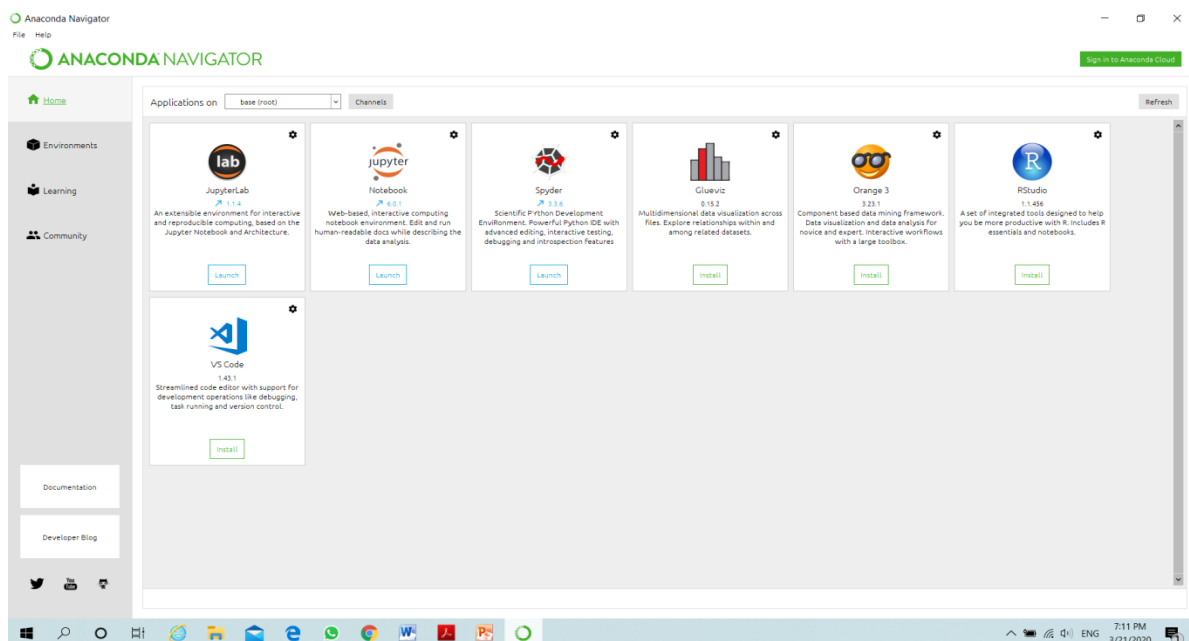 Anaconda Navigator
File Help
ANACONDA NAVIGATOR
Sign in to Anaconda Cloud
Home
Environments
Learning
Community
Documentation
Developer Blog
You
Tube
Applications on base (root) Channels Refresh
lab
JupyterLab
1.1.4
An extensible environment for interactive
and reproducible computing, based on the
Jupyter Notebook and Architecture.
Launch
jupyter
Notebook
6.0.1
Web-based, interactive computing
notebook environment. Edit and run
human-readable docs while describing the
data analysis.
Launch
Spyder
3.3.6
Scientific PYthon Development
EnviRonment. Powerful Python IDE with
advanced editing, interactive testing,
debugging and introspection features
Launch
Glueviz
0.15.2
Multidimensional data visualization across
files. Explore relationships within and
among related datasets.
Install
Orange 3
3.23.1
Component based data mining framework.
Data visualization and data analysis for
novice and expert. Interactive workflows
with a large toolbox.
Install
R
RStudio
1.1.456
A set of integrated tools designed to help
you be more productive with R. Includes R
essentials and notebooks.
Install
VS Code
1.43.1
Streamlined code editor with support for
development operations like debugging,
task running and version control.
Install
ENG
7:11 PM
3/21/2020